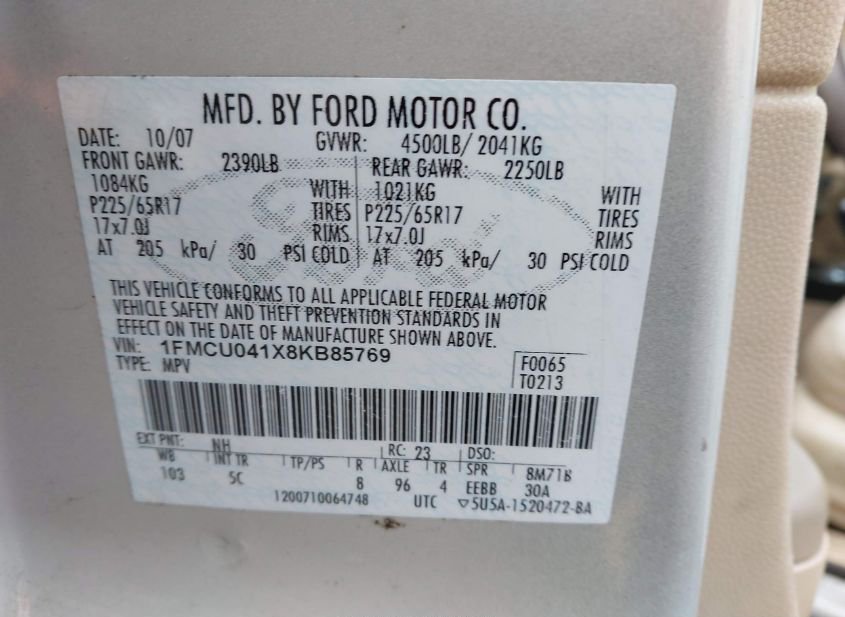 MFD. BY FORD MOTOR CO.
DATE: 10/07 GVWR: 4500LB/ 2041KG
FRONT GAWR: 2390LB REAR GAWR: 2250LB
1084KG WITH 1021KG WITH
P225/65R17 TIRES P225/65R17 TIRES
17x7.0J RIMS 17x7.0J RIMS
AT 205 kPa/ 30 PSI COLD AT 205 kPa/ 30 PSI COLD
THIS VEHICLE CONFORMS TO ALL APPLICABLE FEDERAL MOTOR
VEHICLE SAFETY AND THEFT PREVENTION STANDARDS IN
EFFECT ON THE DATE OF MANUFACTURE SHOWN ABOVE.
VIN: 1FMCU041X8KB85769
TYPE: MPV F0065
T0213
EXT PNT: NH RC: 23 DSO:
WB INT TR TP/PS R AXLE TR SPR 8M71B
103 5C 8 96 4 EEBB 30A
1200710064748 UTC ▽5U5A-1520472-BA
Ford